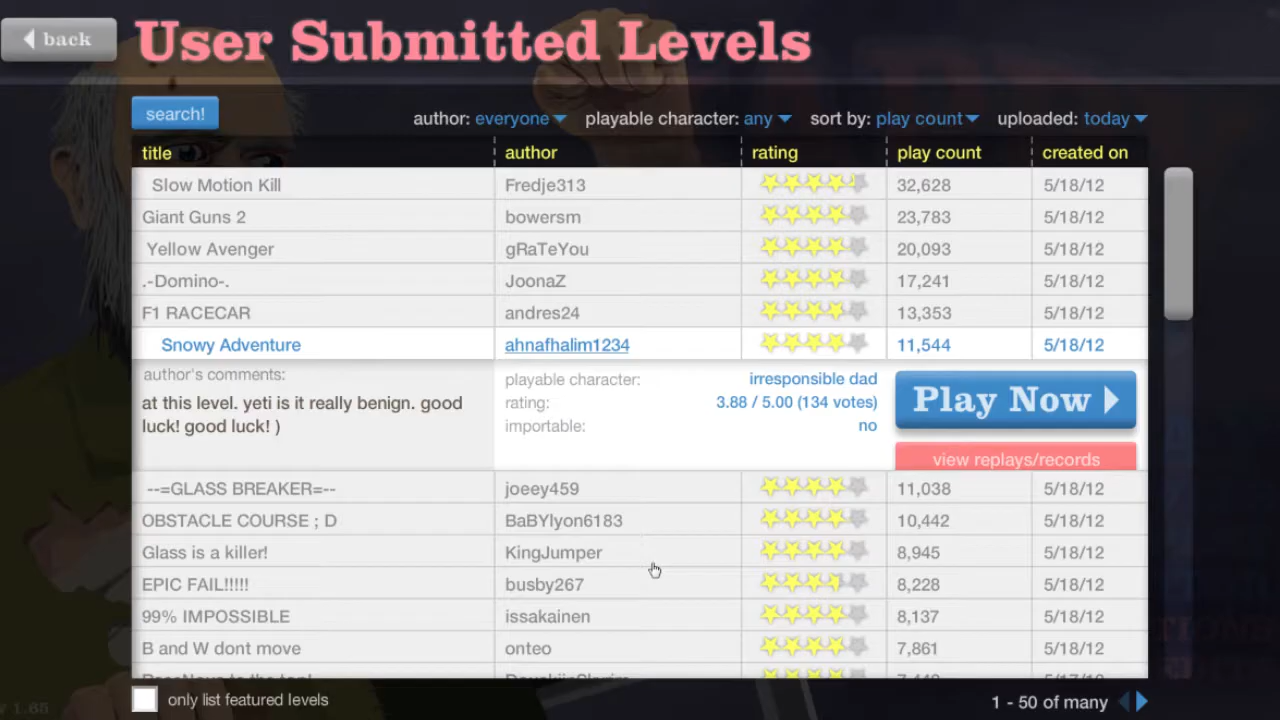 back
User Submitted Levels
search!
author: everyone playable character: any sort by: play count uploaded: today
title author rating play count created on
Slow Motion Kill Fredje313 32,628 5/18/12
Giant Guns 2 bowersm 23,783 5/18/12
Yellow Avenger gRaTeYou 20,093 5/18/12
.-Domino-. JoonaZ 17,241 5/18/12
F1 RACECAR andres24 13,353 5/18/12
Snowy Adventure ahnafhalim1234 11,544 5/18/12
author's comments:
at this level. yeti is it really benign. good
luck! good luck! )
playable character: irresponsible dad
rating: 3.88 / 5.00 (134 votes)
importable: no
Play Now
view replays/records
--=GLASS BREAKER=-- joeey459 11,038 5/18/12
OBSTACLE COURSE ; D BaBYlyon6183 10,442 5/18/12
Glass is a killer! KingJumper 8,945 5/18/12
EPIC FAIL!!!!! busby267 8,228 5/18/12
99% IMPOSSIBLE issakainen 8,137 5/18/12
B and W dont move onteo 7,861 5/18/12
only list featured levels
1 - 50 of many
v 1.65